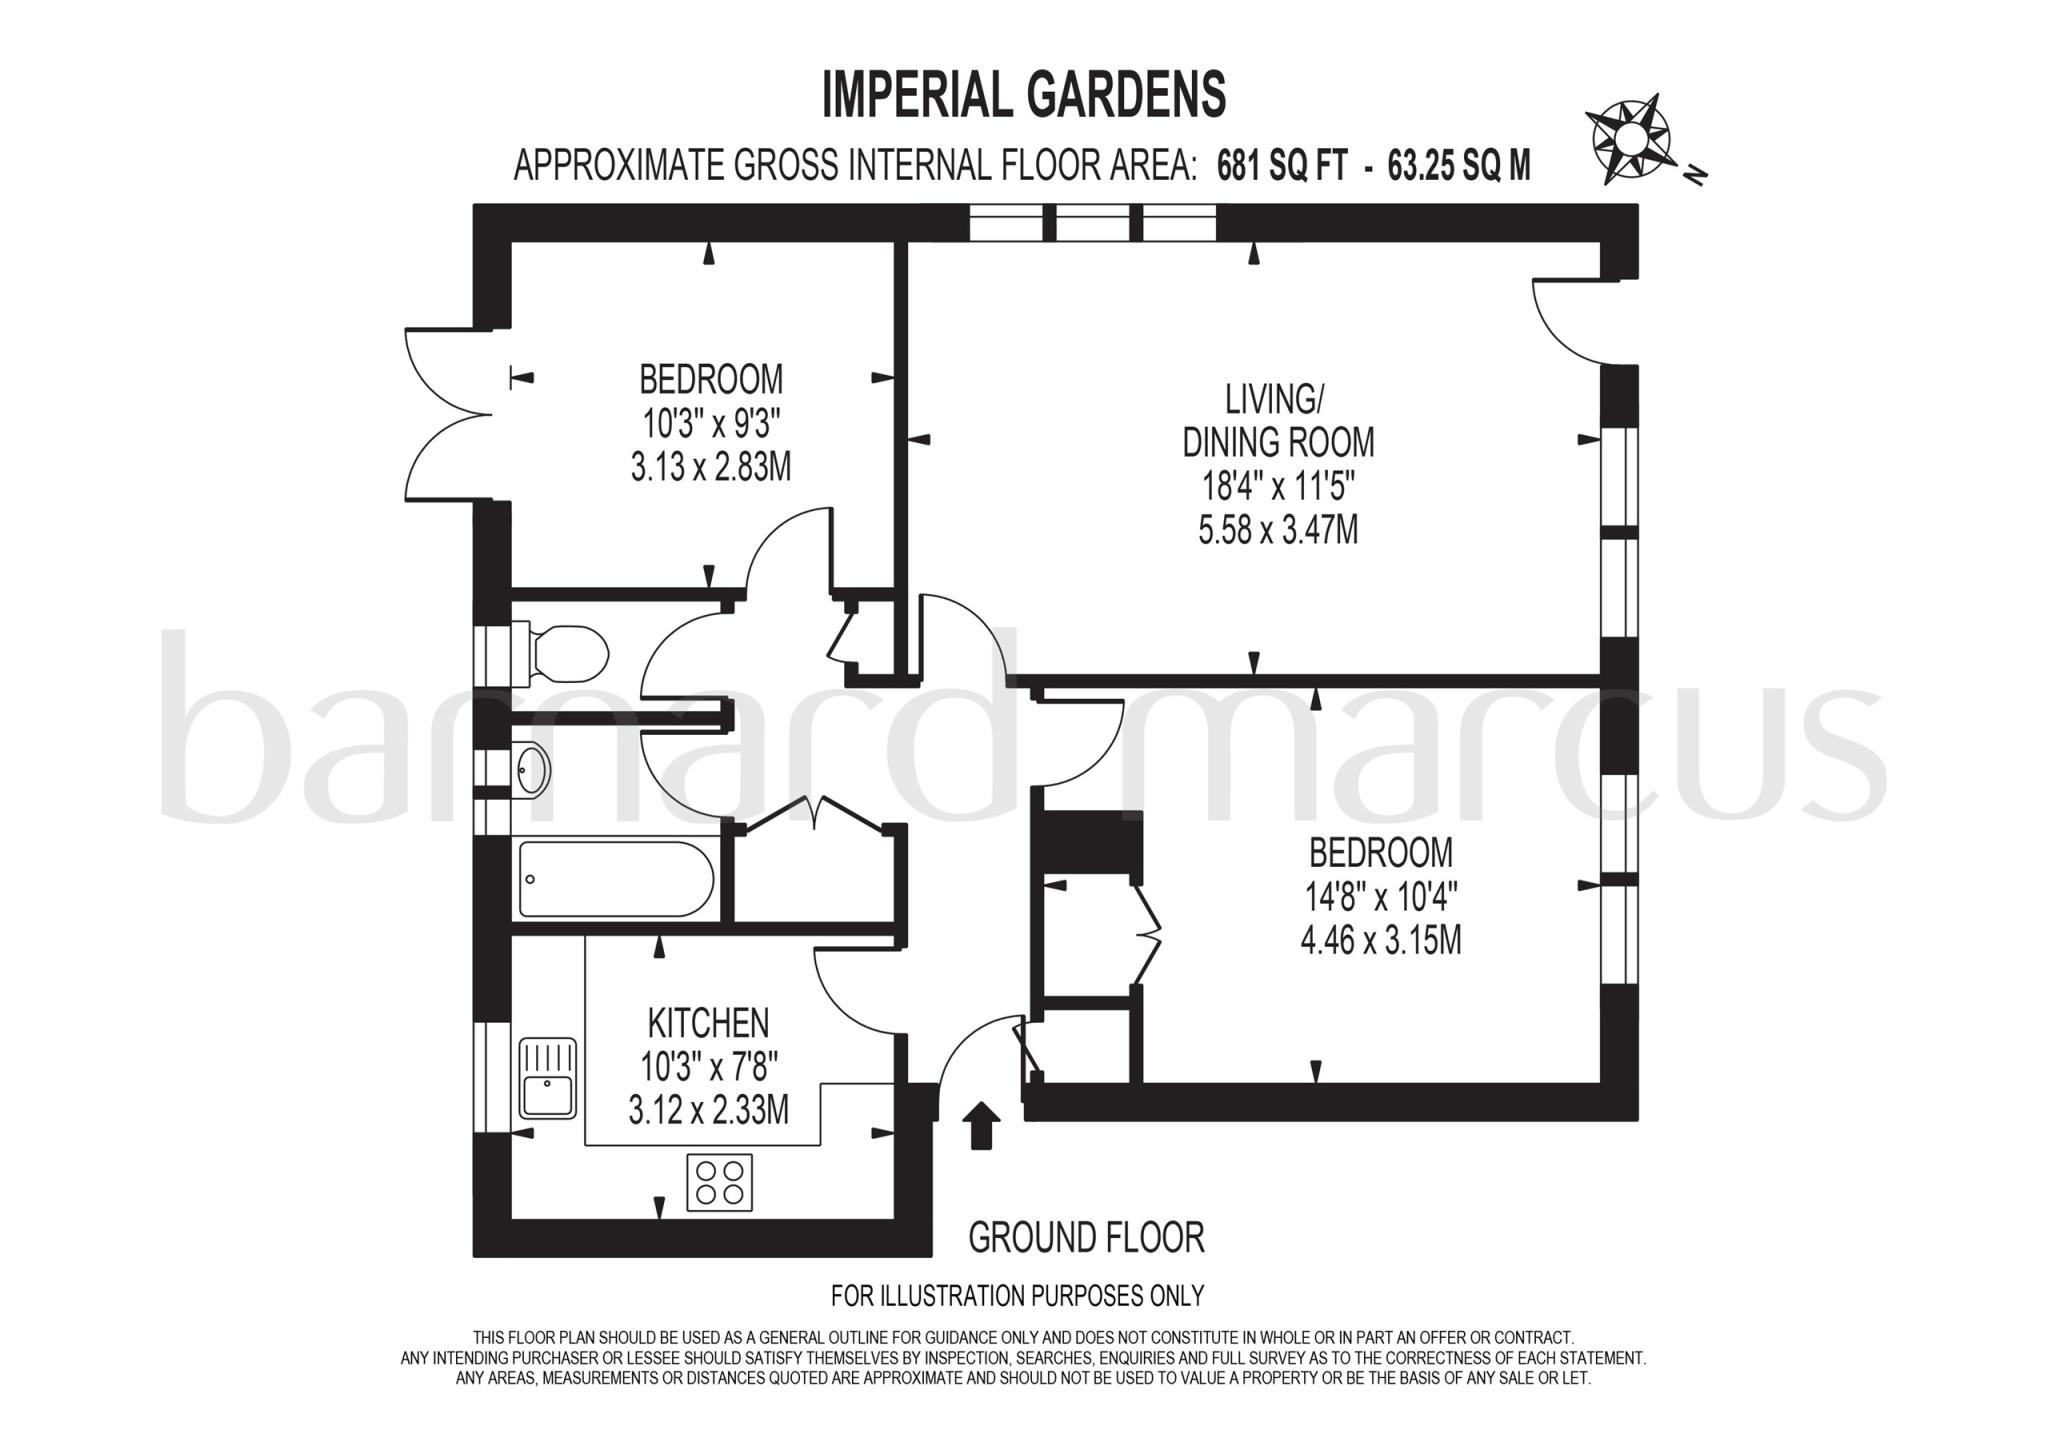 IMPERIAL GARDENS
APPROXIMATE GROSS INTERNAL FLOOR AREA: 681 SQ FT - 63.25 SQ M
N
BEDROOM
10'3" x 9'3"
3.13 x 2.83M
LIVING/
DINING ROOM
18'4" x 11'5"
5.58 x 3.47M
barnard marcus
BEDROOM
14'8" x 10'4"
4.46 x 3.15M
KITCHEN
10'3" x 7'8"
3.12 x 2.33M
GROUND FLOOR
FOR ILLUSTRATION PURPOSES ONLY
THIS FLOOR PLAN SHOULD BE USED AS A GENERAL OUTLINE FOR GUIDANCE ONLY AND DOES NOT CONSTITUTE IN WHOLE OR IN PART AN OFFER OR CONTRACT.
ANY INTENDING PURCHASER OR LESSEE SHOULD SATISFY THEMSELVES BY INSPECTION, SEARCHES, ENQUIRIES AND FULL SURVEY AS TO THE CORRECTNESS OF EACH STATEMENT.
ANY AREAS, MEASUREMENTS OR DISTANCES QUOTED ARE APPROXIMATE AND SHOULD NOT BE USED TO VALUE A PROPERTY OR BE THE BASIS OF ANY SALE OR LET.